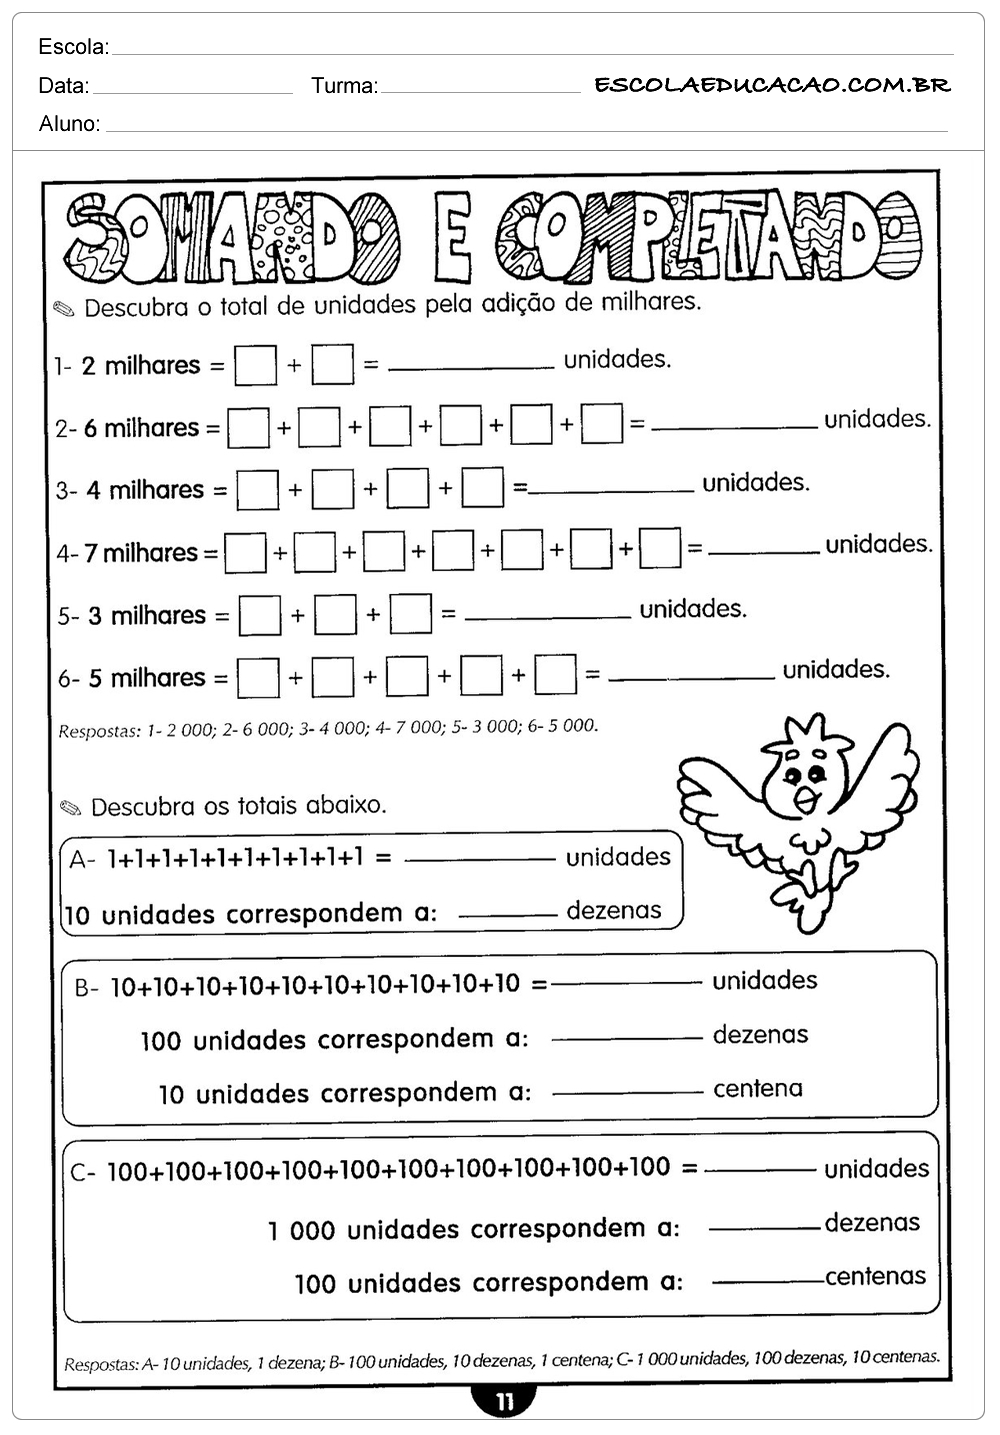 Escola:
Data: Turma: ESCOLAEDUCACAO.COM.BR
Aluno:
SOMANDO E COMPLETANDO
Descubra o total de unidades pela adição de milhares.
1- 2 milhares = + = unidades.
2- 6 milhares = + + + + + = unidades.
3- 4 milhares = + + + = unidades.
4- 7 milhares = + + + + + + = unidades.
5- 3 milhares = + + = unidades.
6- 5 milhares = + + + + = unidades.
Respostas: 1- 2 000; 2- 6 000; 3- 4 000; 4- 7 000; 5- 3 000; 6- 5 000.
Descubra os totais abaixo.
A- 1+1+1+1+1+1+1+1+1+1 = unidades
10 unidades correspondem a: dezenas
B- 10+10+10+10+10+10+10+10+10+10 = unidades
100 unidades correspondem a: dezenas
10 unidades correspondem a: centena
C- 100+100+100+100+100+100+100+100+100+100 = unidades
1 000 unidades correspondem a: dezenas
100 unidades correspondem a: centenas
Respostas: A- 10 unidades, 1 dezena; B- 100 unidades, 10 dezenas, 1 centena; C- 1 000 unidades, 100 dezenas, 10 centenas.
11